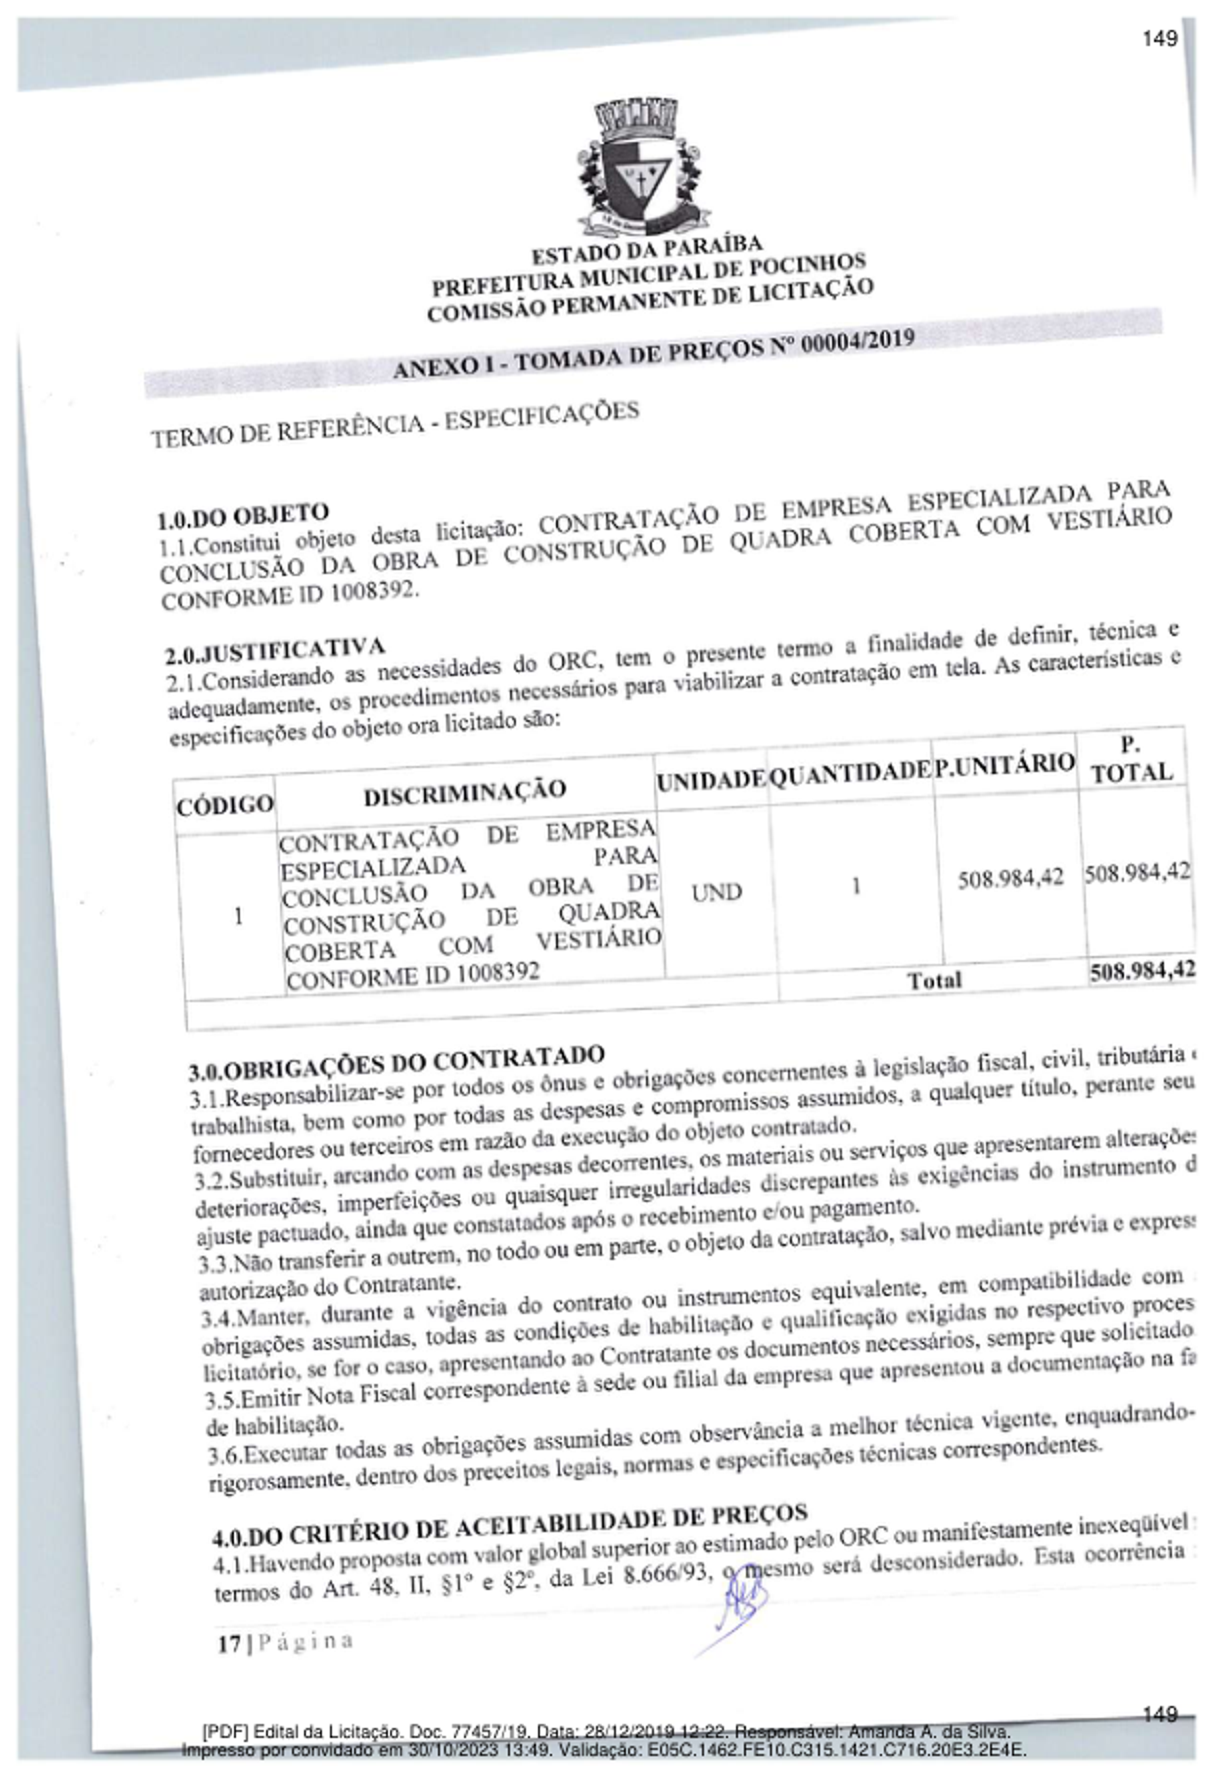 149
ESTADO DA PARAÍBA
PREFEITURA MUNICIPAL DE POCINHOS
COMISSÃO PERMANENTE DE LICITAÇÃO
ANEXO I - TOMADA DE PREÇOS Nº 00004/2019
TERMO DE REFERÊNCIA - ESPECIFICAÇÕES
1.0.DO OBJETO
1.1.Constitui objeto desta licitação: CONTRATAÇÃO DE EMPRESA ESPECIALIZADA PARA
CONCLUSÃO DA OBRA DE CONSTRUÇÃO DE QUADRA COBERTA COM VESTIÁRIO
CONFORME ID 1008392.
2.0.JUSTIFICATIVA
2.1.Considerando as necessidades do ORC, tem o presente termo a finalidade de definir, técnica e
adequadamente, os procedimentos necessários para viabilizar a contratação em tela. As características e
especificações do objeto ora licitado são:
CÓDIGO DISCRIMINAÇÃO UNIDADE QUANTIDADE P.UNITÁRIO P. TOTAL
CONTRATAÇÃO DE EMPRESA
ESPECIALIZADA PARA
CONCLUSÃO DA OBRA DE
1 CONSTRUÇÃO DE QUADRA UND 1 508.984,42 508.984,42
COBERTA COM VESTIÁRIO
CONFORME ID 1008392
Total 508.984,42
3.0.OBRIGAÇÕES DO CONTRATADO
3.1.Responsabilizar-se por todos os ônus e obrigações concernentes à legislação fiscal, civil, tributária
trabalhista, bem como por todas as despesas e compromissos assumidos, a qualquer título, perante seu
fornecedores ou terceiros em razão da execução do objeto contratado.
3.2.Substituir, arcando com as despesas decorrentes, os materiais ou serviços que apresentarem alterações
deteriorações, imperfeições ou quaisquer irregularidades discrepantes às exigências do instrumento d
ajuste pactuado, ainda que constatados após o recebimento e/ou pagamento.
3.3.Não transferir a outrem, no todo ou em parte, o objeto da contratação, salvo mediante prévia e express
autorização do Contratante.
3.4.Manter, durante a vigência do contrato ou instrumentos equivalente, em compatibilidade com
obrigações assumidas, todas as condições de habilitação e qualificação exigidas no respectivo proces
licitatório, se for o caso, apresentando ao Contratante os documentos necessários, sempre que solicitado
3.5.Emitir Nota Fiscal correspondente à sede ou filial da empresa que apresentou a documentação na fa
de habilitação.
3.6.Executar todas as obrigações assumidas com observância a melhor técnica vigente, enquadrando-
rigorosamente, dentro dos preceitos legais, normas e especificações técnicas correspondentes.
4.0.DO CRITÉRIO DE ACEITABILIDADE DE PREÇOS
4.1.Havendo proposta com valor global superior ao estimado pelo ORC ou manifestamente inexeqüível
termos do Art. 48, II, §1º e §2º, da Lei 8.666/93, o mesmo será desconsiderado. Esta ocorrência
17|Página
149
[PDF] Edital da Licitação. Doc. 77457/19. Data: 28/12/2019 12:22. Responsável: Amanda A. da Silva.
Impresso por convidado em 30/10/2023 13:49. Validação: E05C.1462.FE10.C315.1421.C716.20E3.2E4E.